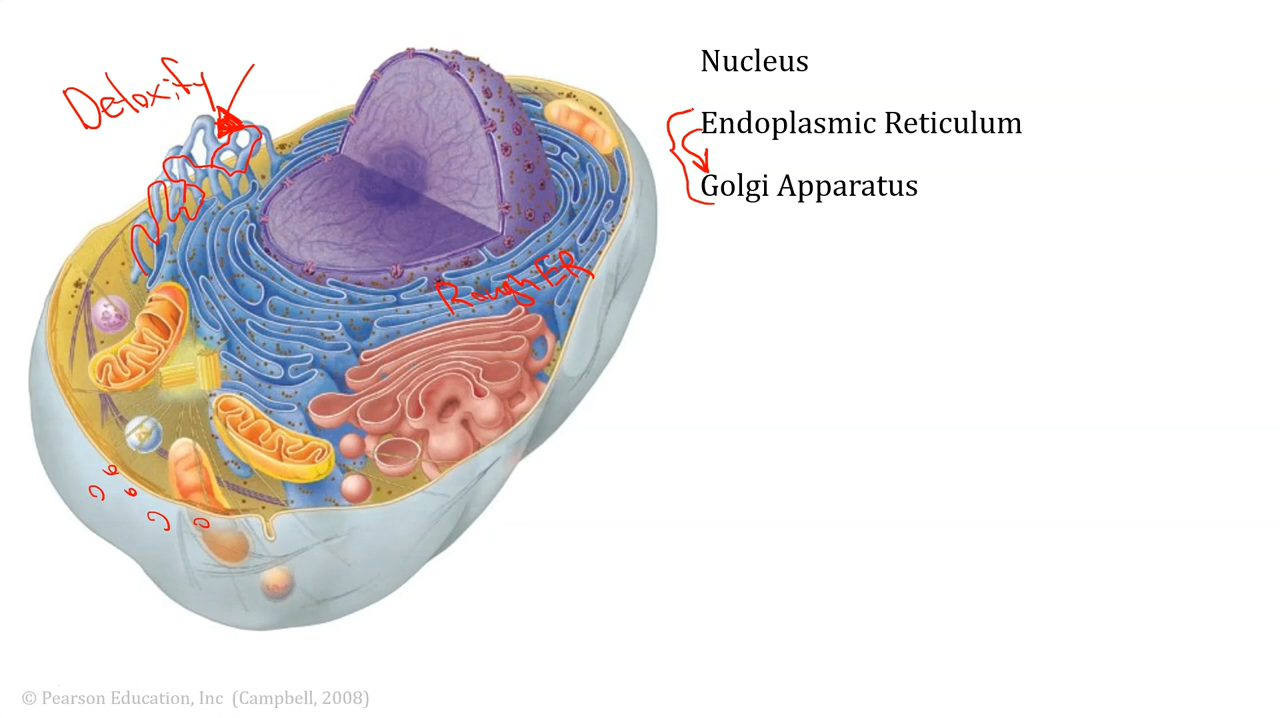 Detoxify
Nucleus
Endoplasmic Reticulum
Golgi Apparatus
Rough ER
© Pearson Education, Inc (Campbell, 2008)